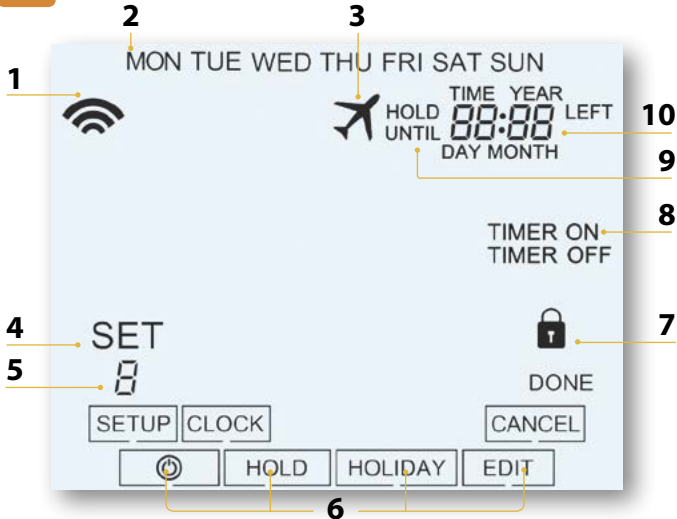 2 3
MON TUE WED THU FRI SAT SUN
1
TIME YEAR
HOLD 88:88 LEFT 10
UNTIL
DAY MONTH 9
8
TIMER ON
TIMER OFF
4 SET 7
5 8 DONE
SETUP CLOCK CANCEL
HOLD HOLIDAY EDIT
6